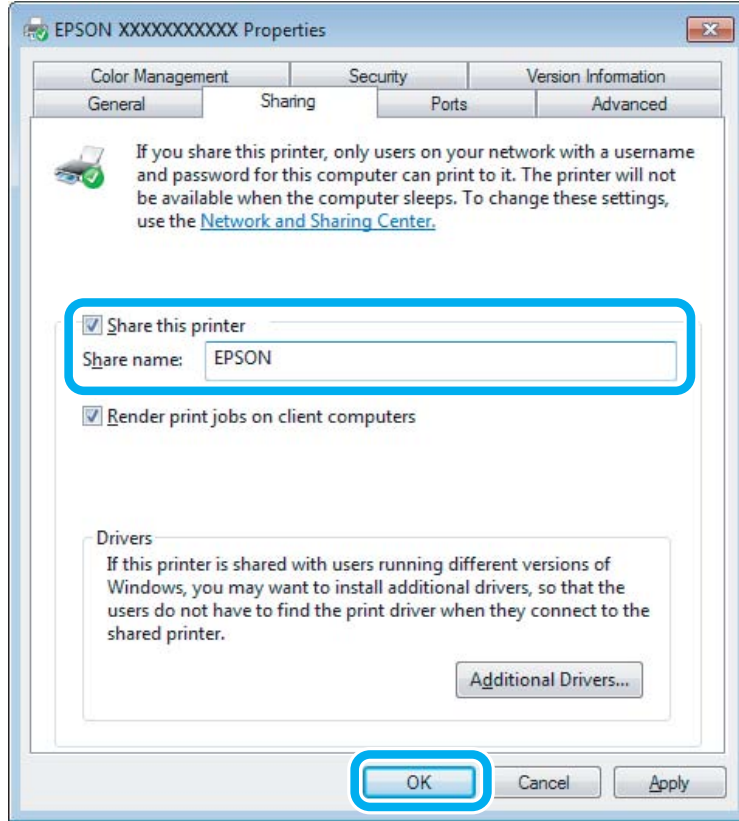 EPSON XXXXXXXXXXX Properties
Color Management Security Version Information
General Sharing Ports Advanced
If you share this printer, only users on your network with a username
and password for this computer can print to it. The printer will not
be available when the computer sleeps. To change these settings,
use the Network and Sharing Center.
Share this printer
Share name: EPSON
Render print jobs on client computers
Drivers
If this printer is shared with users running different versions of
Windows, you may want to install additional drivers, so that the
users do not have to find the print driver when they connect to the
shared printer.
Additional Drivers...
OK Cancel Apply